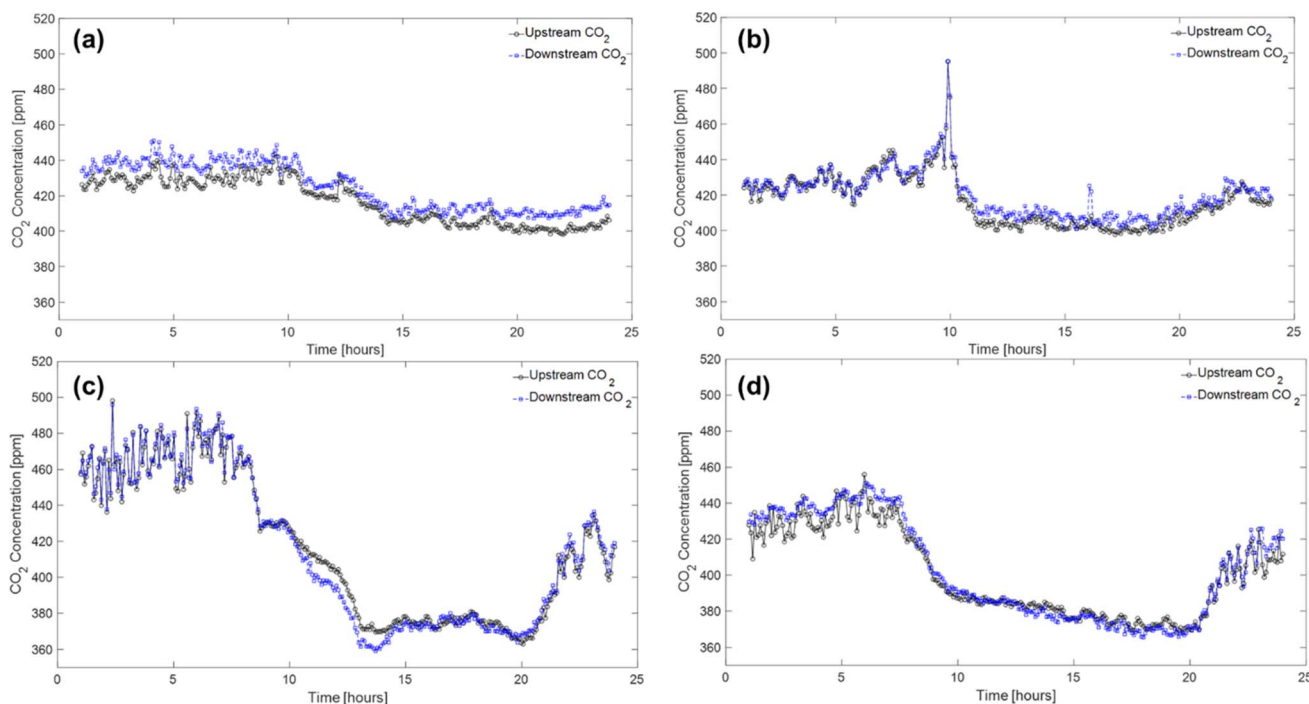 (a)
Upstream CO2
Downstream CO2
CO2 Concentration [ppm]
520
500
480
460
440
420
400
380
360
0 5 10 15 20 25
Time [hours]
(b)
Upstream CO2
Downstream CO2
CO2 Concentration [ppm]
520
500
480
460
440
420
400
380
360
0 5 10 15 20 25
Time [hours]
(c)
Upstream CO2
Downstream CO2
CO2 Concentration [ppm]
520
500
480
460
440
420
400
380
360
0 5 10 15 20 25
Time [hours]
(d)
Upstream CO2
Downstream CO2
CO2 Concentration [ppm]
520
500
480
460
440
420
400
380
360
0 5 10 15 20 25
Time [hours]